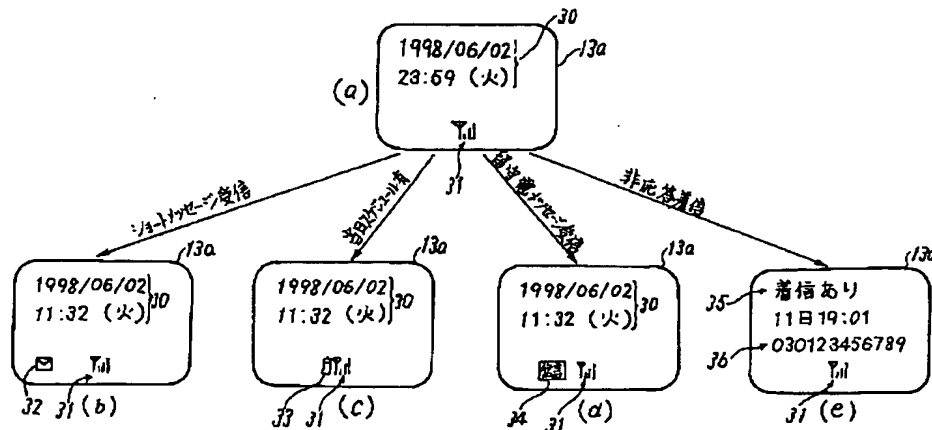 30
13a
1998/06/02
23:59 (火)
(a)
31
ショートメッセージ受信
当日スケジュール有
留守電メッセージ受信
非応答着信
13a
1998/06/02
11:32 (火)
30
32
31
(b)
13a
1998/06/02
11:32 (火)
30
33
31
(c)
13a
1998/06/02
11:32 (火)
30
34
31
(d)
13a
35
着信あり
11日19:01
36
030123456789
31
(e)